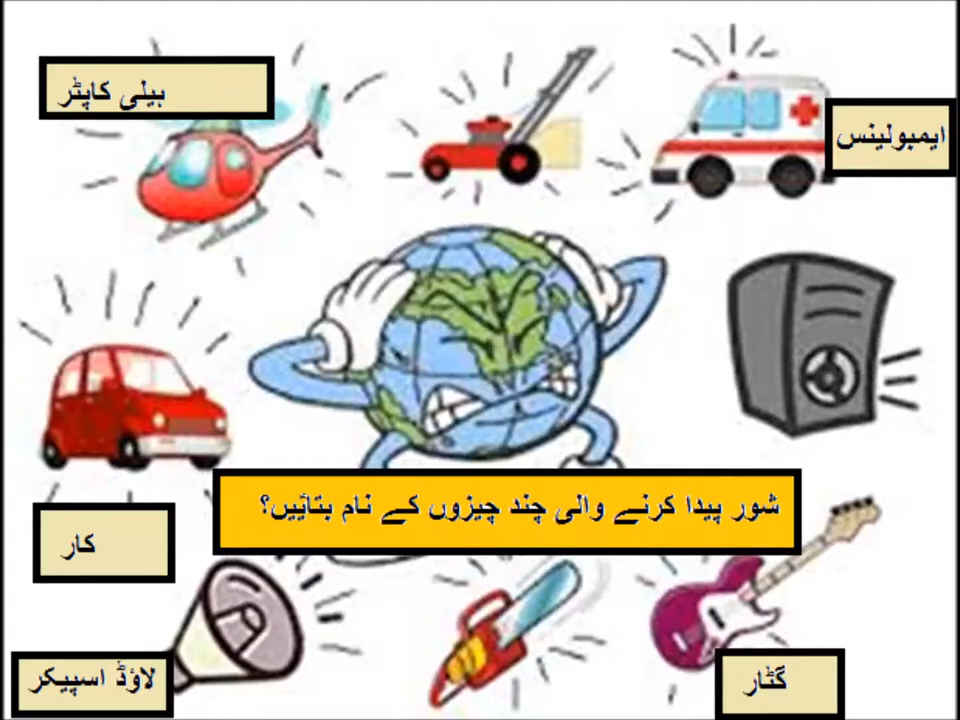 ہیلی کاپٹر
ایمبولینس
شور پیدا کرنے والی چند چیزوں کے نام بتائیں؟
کار
لاؤڈ اسپیکر
گٹار